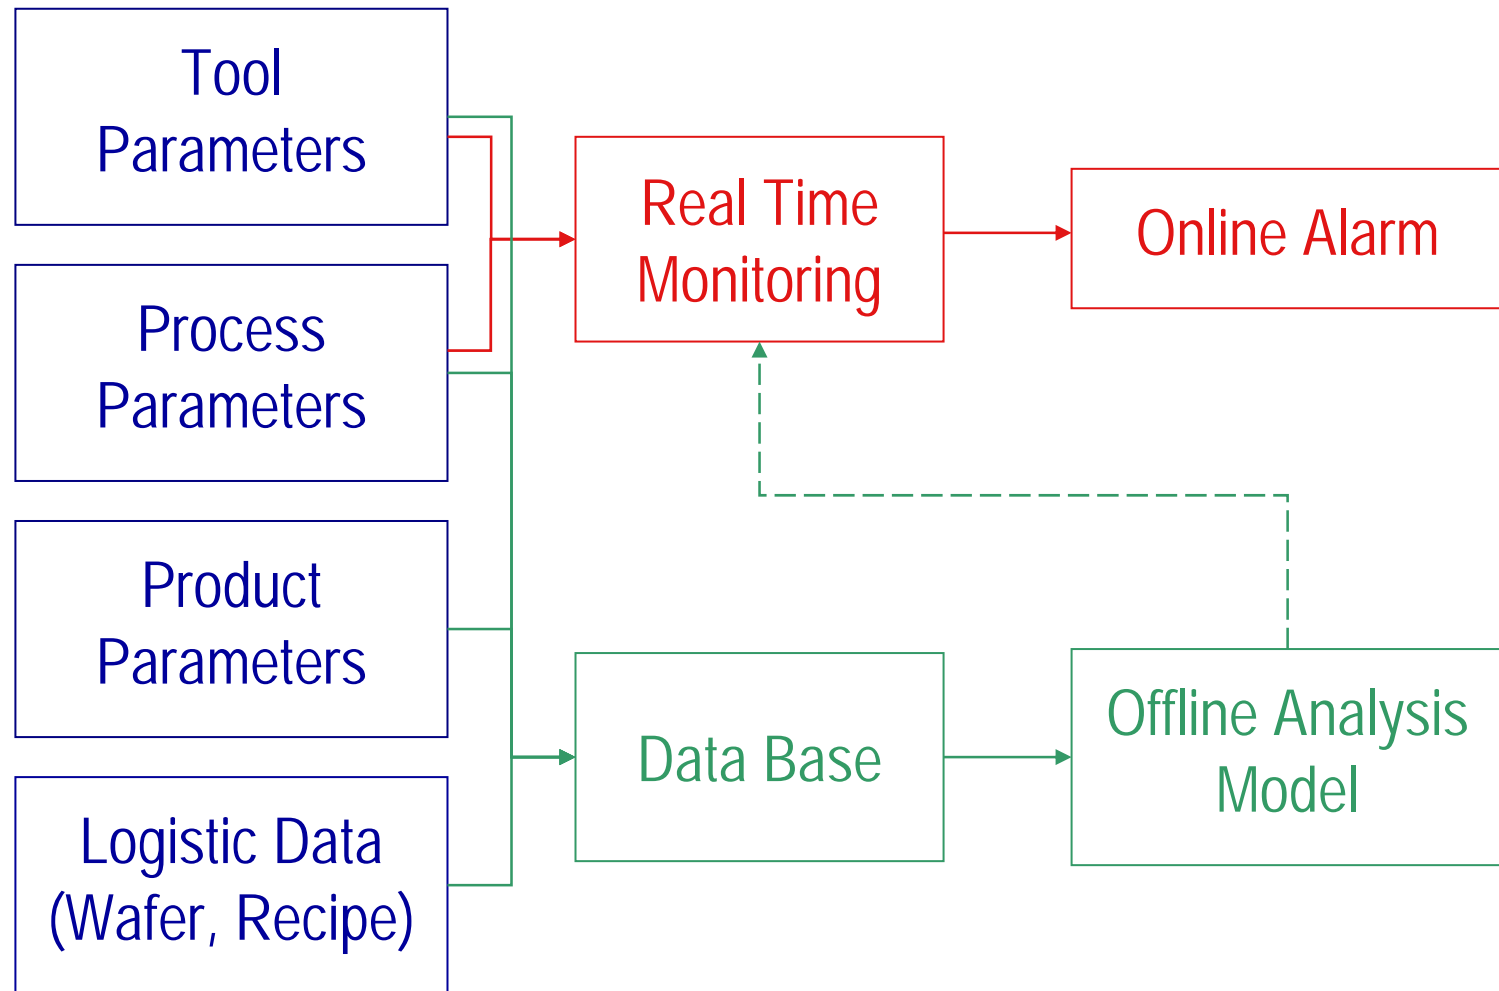 Tool
Parameters
Process
Parameters
Product
Parameters
Logistic Data
(Wafer, Recipe)
Real Time
Monitoring
Online Alarm
Data Base
Offline Analysis
Model